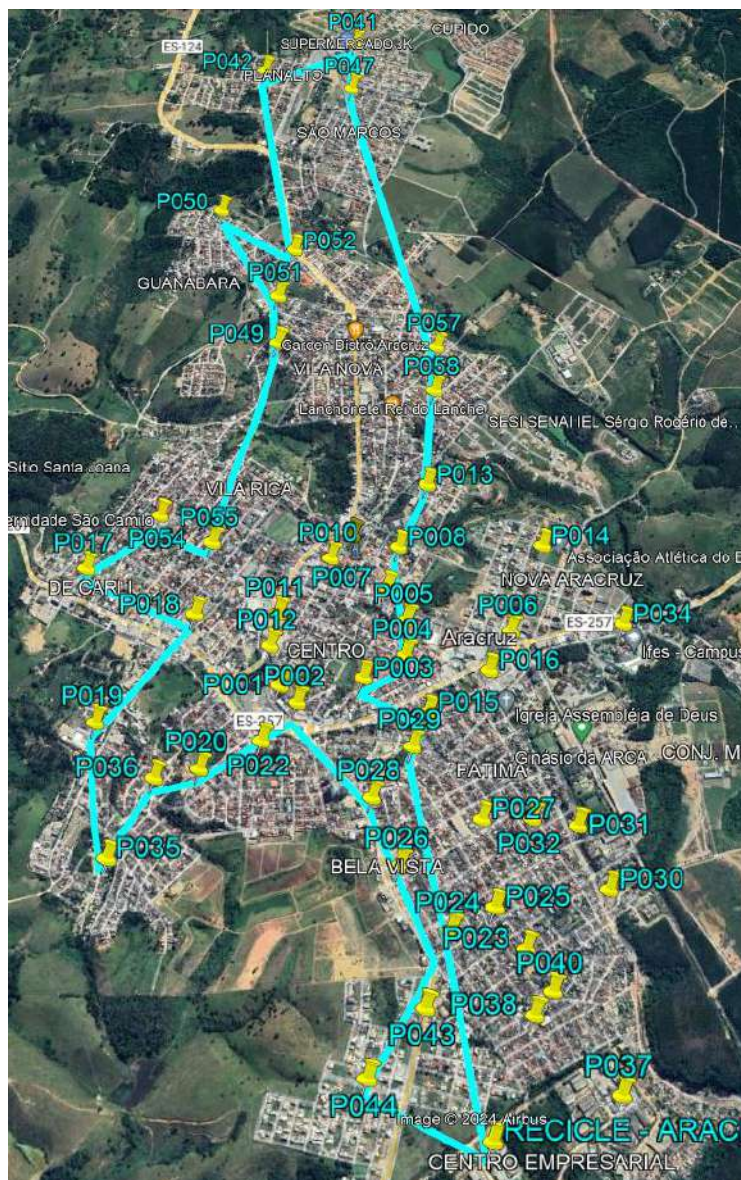 P041
CUPIDO
ES-124
SUPERMERCADO 3K
P042
PLANALTO
P047
SÃO MARCOS
P050
P052
P051
GUANABARA
P057
P049
Garden Bistrô Aracruz
VILA NOVA
P058
Lanchonete Rei do Lanche
SESI SENAI IEL Sérgio Rogério de...
Sítio Santa Joana
P013
VILA RICA
ernidade São Camilo
P055
P010
P008
P014
P054
P017
P007
Associação Atlética do B
DE CARLI
NOVA ARACRUZ
P005
P011
P018
P006
P034
ES-257
P012
P004
Aracruz
CENTRO
Ifes - Campus
P003
P016
P001
P002
P015
P019
P029
Igreja Assembléia de Deus
ES-257
P020
P022
Ginásio da ARCA
CONJ. M
P036
P028
FATIMA
P027
P031
P032
P035
P026
BELA VISTA
P030
P025
P024
P023
P040
P038
P043
P037
P044
Image © 2024 Airbus
RECICLE - ARAC
CENTRO EMPRESARIAL